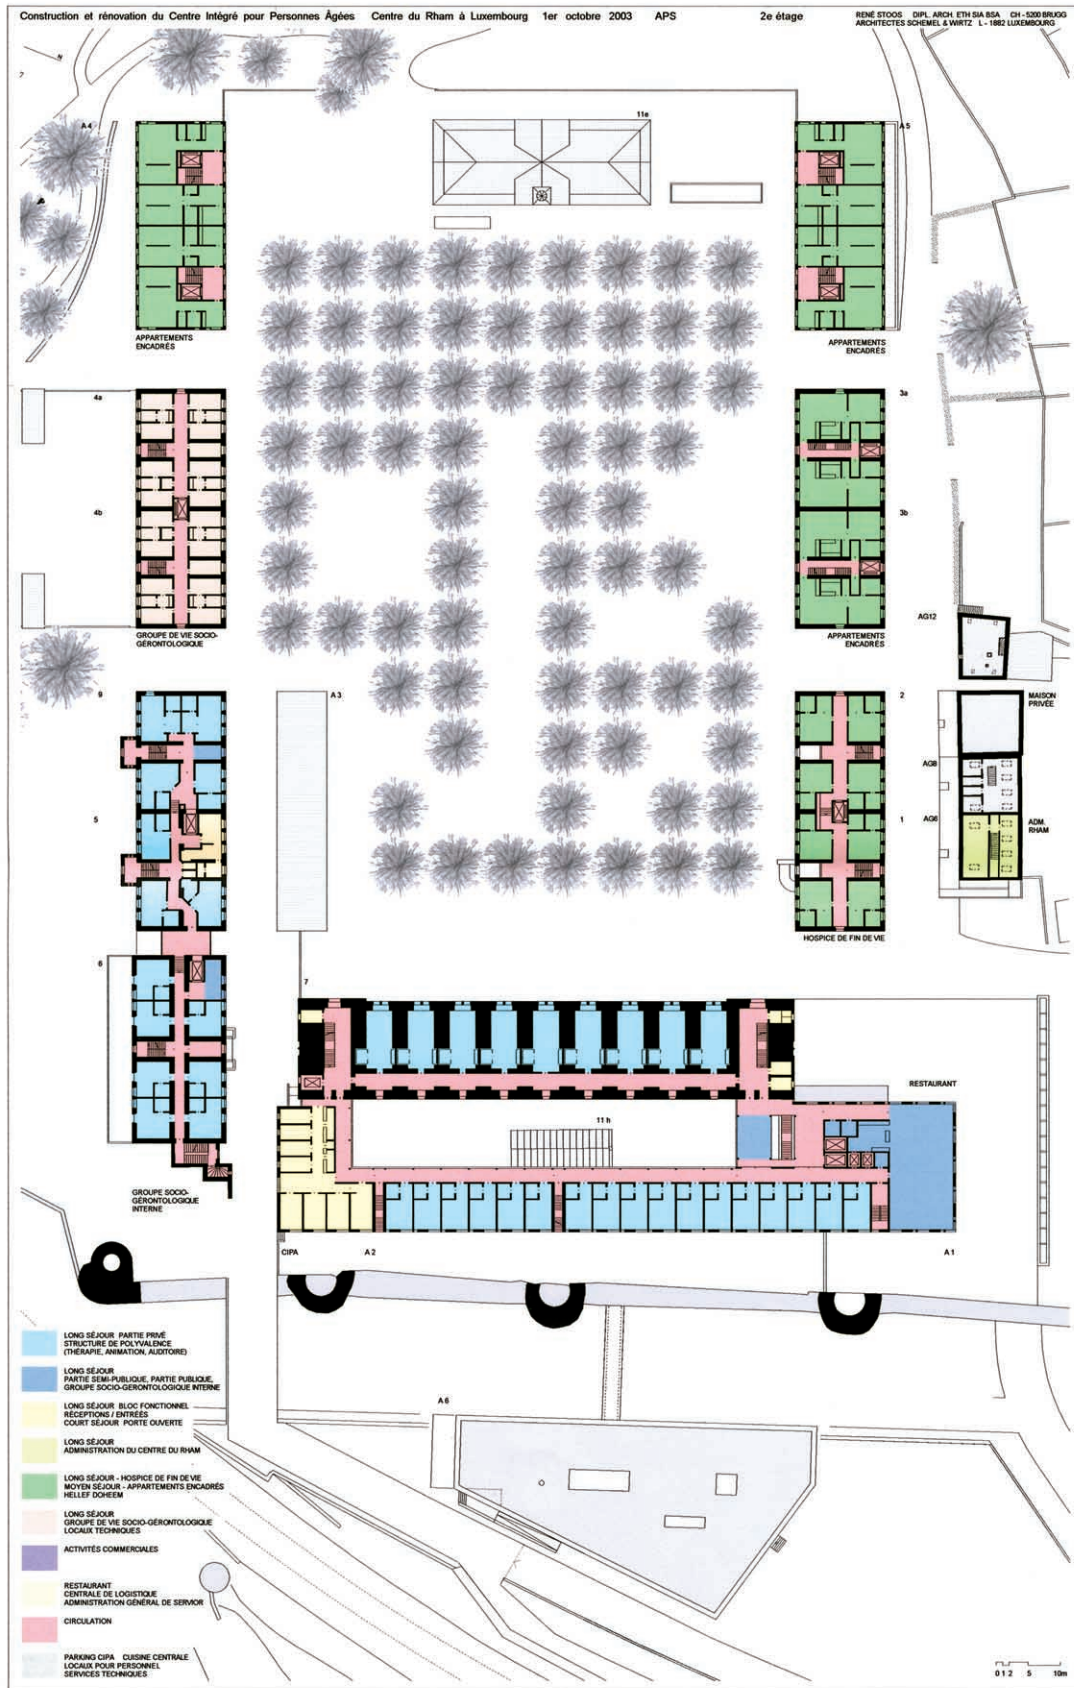 Construction et rénovation du Centre Intégré pour Personnes Âgées Centre du Rham à Luxembourg 1er octobre 2003 APS 2e étage
RENÉ STOOS DIPL. ARCH. ETH SIA BSA CH - 5200 BRUGG
ARCHITECTES SCHEMEL & WIRTZ L - 1882 LUXEMBOURG
7
N
11e
A 4
A 5
APPARTEMENTS
ENCADRÉS
APPARTEMENTS
ENCADRÉS
4a
3a
4b
3b
GROUPE DE VIE SOCIO-
GÉRONTOLOGIQUE
APPARTEMENTS
ENCADRÉS
AG12
9
A 3
2
MAISON
PRIVÉE
AG8
5
1
AG6
ADM.
RHAM
HOSPICE DE FIN DE VIE
6
7
RESTAURANT
11 h
GROUPE SOCIO-
GÉRONTOLOGIQUE
INTERNE
CIPA
A 2
A 1
LONG SÉJOUR PARTIE PRIVÉ
STRUCTURE DE POLYVALENCE
(THÉRAPIE, ANIMATION, AUDITOIRE)
LONG SÉJOUR
PARTIE SEMI-PUBLIQUE, PARTIE PUBLIQUE,
GROUPE SOCIO-GERONTOLOGIQUE INTERNE
A 6
LONG SÉJOUR BLOC FONCTIONNEL
RÉCEPTIONS / ENTRÉES
COURT SÉJOUR PORTE OUVERTE
LONG SÉJOUR
ADMINISTRATION DU CENTRE DU RHAM
LONG SÉJOUR - HOSPICE DE FIN DE VIE
MOYEN SÉJOUR - APPARTEMENTS ENCADRÉS
HELLEF DOHEEM
LONG SÉJOUR
GROUPE DE VIE SOCIO-GÉRONTOLOGIQUE
LOCAUX TECHNIQUES
ACTIVITÉS COMMERCIALES
RESTAURANT
CENTRALE DE LOGISTIQUE
ADMINISTRATION GÉNÉRAL DE SERVIOR
CIRCULATION
PARKING CIPA CUISINE CENTRALE
LOCAUX POUR PERSONNEL
SERVICES TECHNIQUES
0 1 2 5 10m